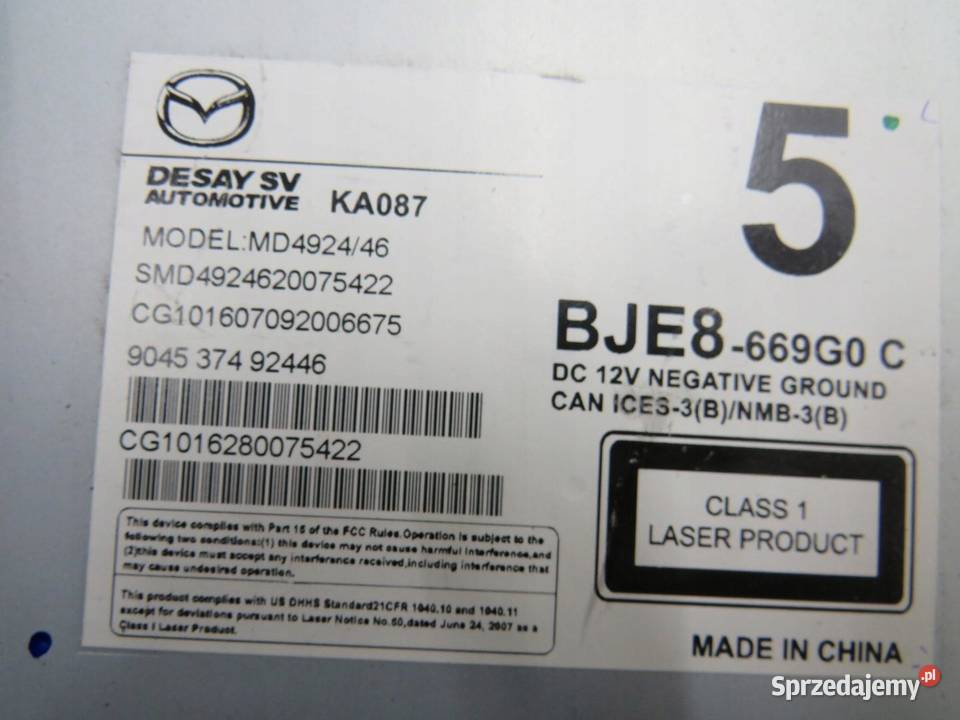 DESAY SV
AUTOMOTIVE KA087
MODEL:MD4924/46
SMD4924620075422
CG101607092006675
9045 374 92446
CG1016280075422
This device complies with Part 15 of the FCC Rules.Operation is subject to the
following two conditions:(1) this device may not cause harmful interference,and
(2)this device must accept any interference received,including interference that
may cause undesired operation.
This product complies with US DHHS Standard21CFR 1040.10 and 1040.11
except for deviations pursuant to Laser Notice No.50,dated June 24, 2007 as a
Class I Laser Product.
5
BJE8-669G0 C
DC 12V NEGATIVE GROUND
CAN ICES-3(B)/NMB-3(B)
CLASS 1
LASER PRODUCT
MADE IN CHINA
Sprzedajemy.pl